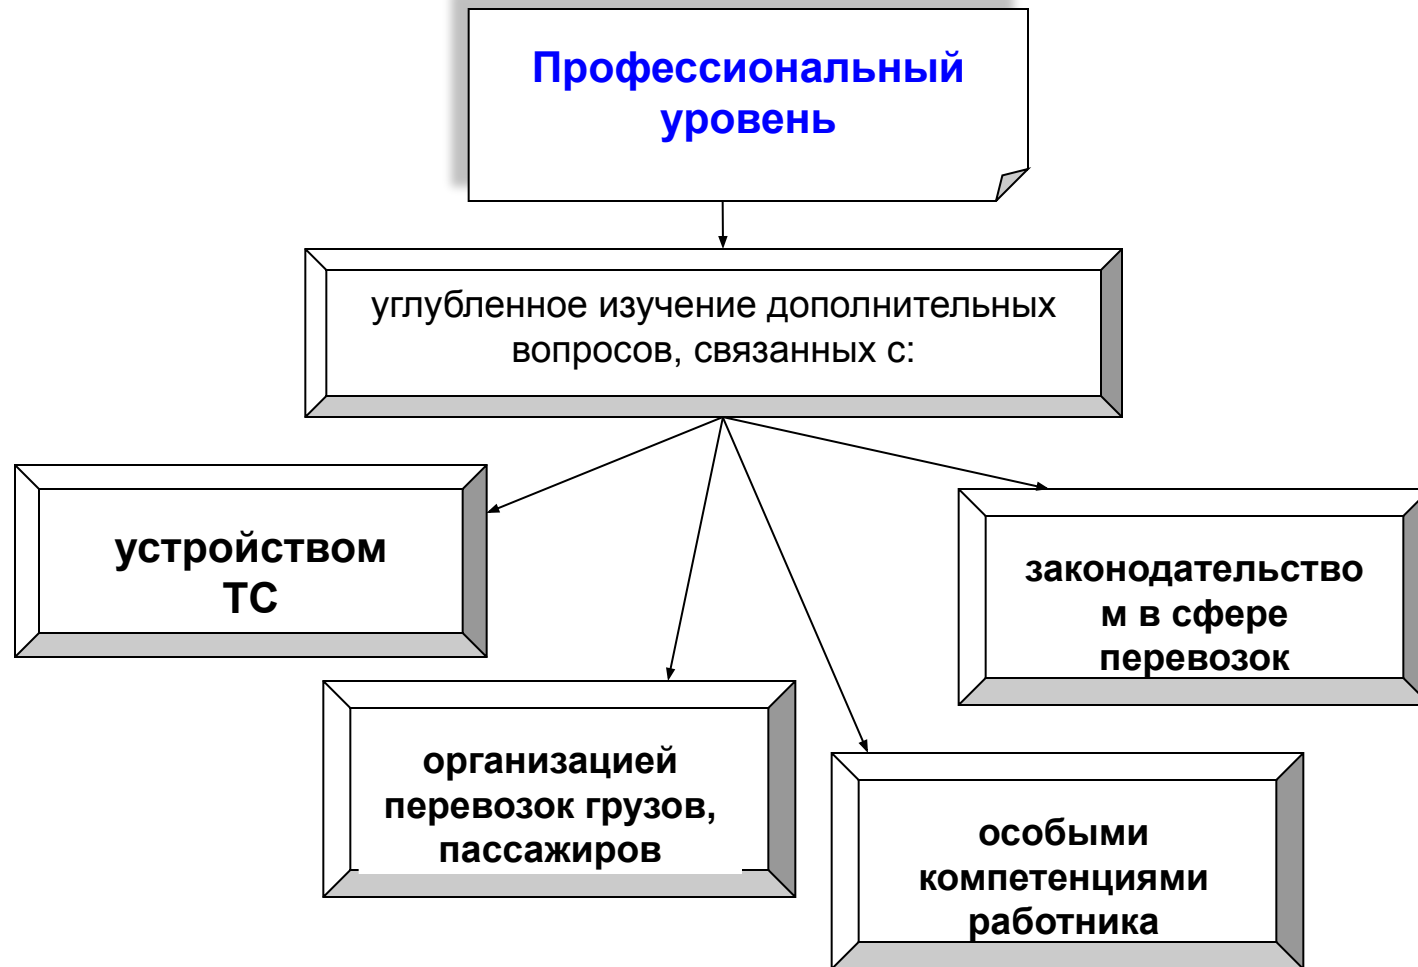 Профессиональный
уровень
углубленное изучение дополнительных
вопросов, связанных с:
устройством
ТС
законодательство
м в сфере
перевозок
организацией
перевозок грузов,
пассажиров
особыми
компетенциями
работника